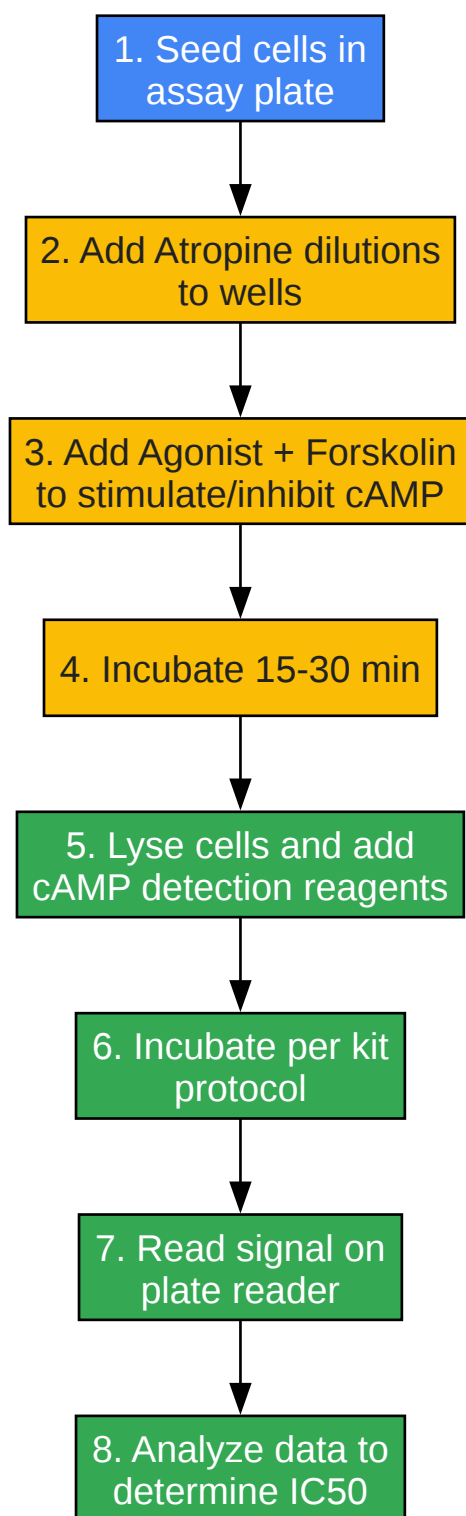 1. Seed cells in
assay plate
2. Add Atropine dilutions
to wells
3. Add Agonist + Forskolin
to stimulate/inhibit cAMP
4. Incubate 15-30 min
5. Lyse cells and add
cAMP detection reagents
6. Incubate per kit
protocol
7. Read signal on
plate reader
8. Analyze data to
determine IC50